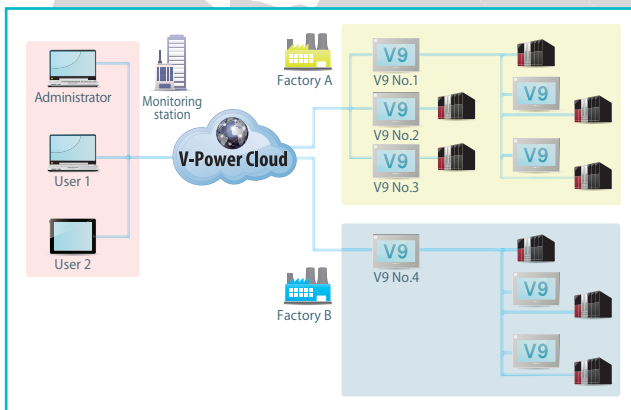 Administrator
Monitoring
station
User 1
User 2
V-Power Cloud
Factory A
V9
V9 No.1
V9
V9 No.2
V9
V9 No.3
V9
V9
Factory B
V9
V9 No.4
V9
V9